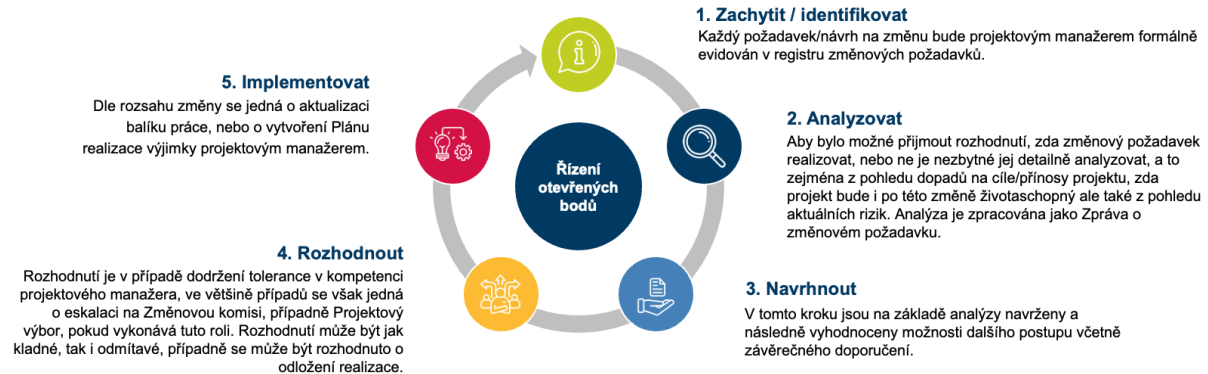 1. Zachytit / identifikovat
Každý požadavek/návrh na změnu bude projektovým manažerem formálně
evidován v registru změnových požadavků.
2. Analyzovat
Aby bylo možné přijmout rozhodnutí, zda změnový požadavek
realizovat, nebo ne je nezbytné jej detailně analyzovat, a to
zejména z pohledu dopadů na cíle/přínosy projektu, zda
projekt bude i po této změně životaschopný ale také z pohledu
aktuálních rizik. Analýza je zpracována jako Zpráva o
změnovém požadavku.
3. Navrhnout
V tomto kroku jsou na základě analýzy navrženy a
následně vyhodnoceny možnosti dalšího postupu včetně
závěrečného doporučení.
4. Rozhodnout
Rozhodnutí je v případě dodržení tolerance v kompetenci
projektového manažera, ve většině případů se však jedná
o eskalaci na Změnovou komisi, případně Projektový
výbor, pokud vykonává tuto roli. Rozhodnutí může být jak
kladné, tak i odmítavé, případně se může být rozhodnuto o
odložení realizace.
5. Implementovat
Dle rozsahu změny se jedná o aktualizaci
balíku práce, nebo o vytvoření Plánu
realizace výjimky projektovým manažerem.
Řízení
otevřených
bodů